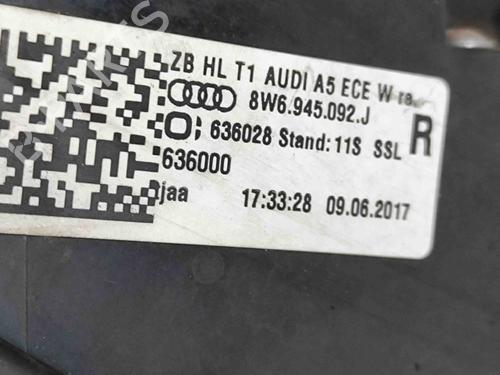 ZB HL T1 AUDI A5 ECE W
8W6.945.092.J
636028 Stand: 11S SSL R
636000
jaa 17:33:28 09.06.2017